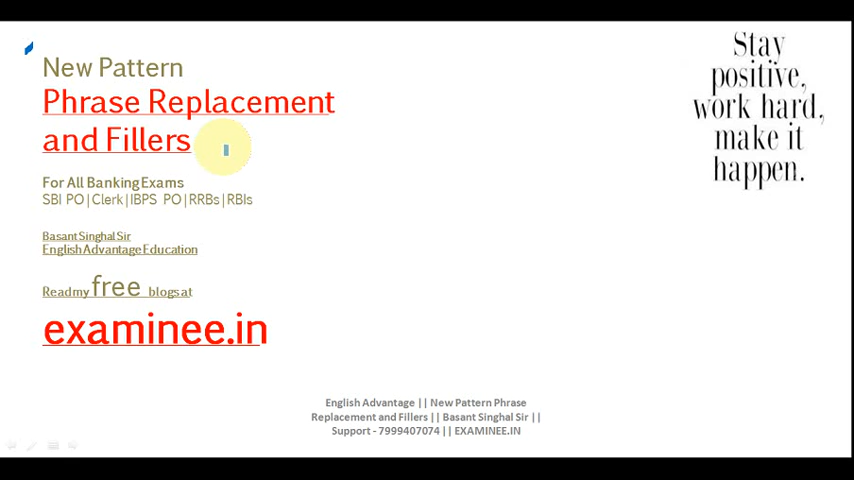 New Pattern
Phrase Replacement
and Fillers
For All Banking Exams
SBI PO|Clerk|IBPS PO|RRBs|RBIs
Basant Singhal Sir
English Advantage Education
Read my free blogs at
examinee.in
Stay
positive,
work hard,
make it
happen.
English Advantage || New Pattern Phrase
Replacement and Fillers || Basant Singhal Sir ||
Support - 7999407074 || EXAMINEE.IN